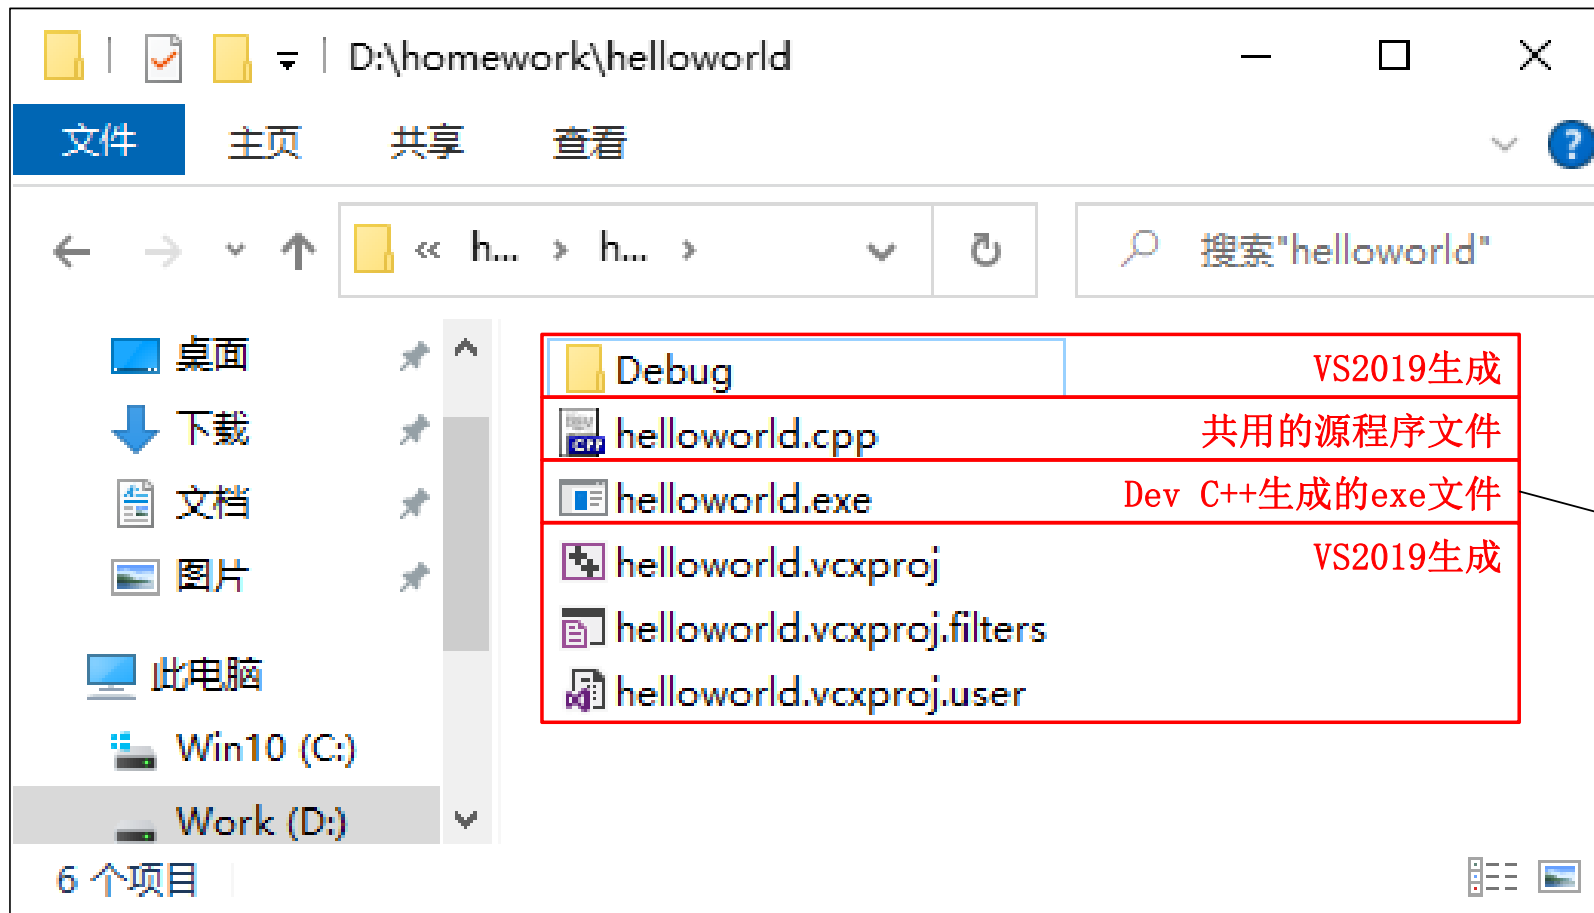 D:\homework\helloworld
文件 主页 共享 查看
h... h... 搜索"helloworld"
桌面
下载
文档
图片
此电脑
Win10 (C:)
Work (D:)
Debug VS2019生成
helloworld.cpp 共用的源程序文件
helloworld.exe Dev C++生成的exe文件
helloworld.vcxproj VS2019生成
helloworld.vcxproj.filters
helloworld.vcxproj.user
6 个项目